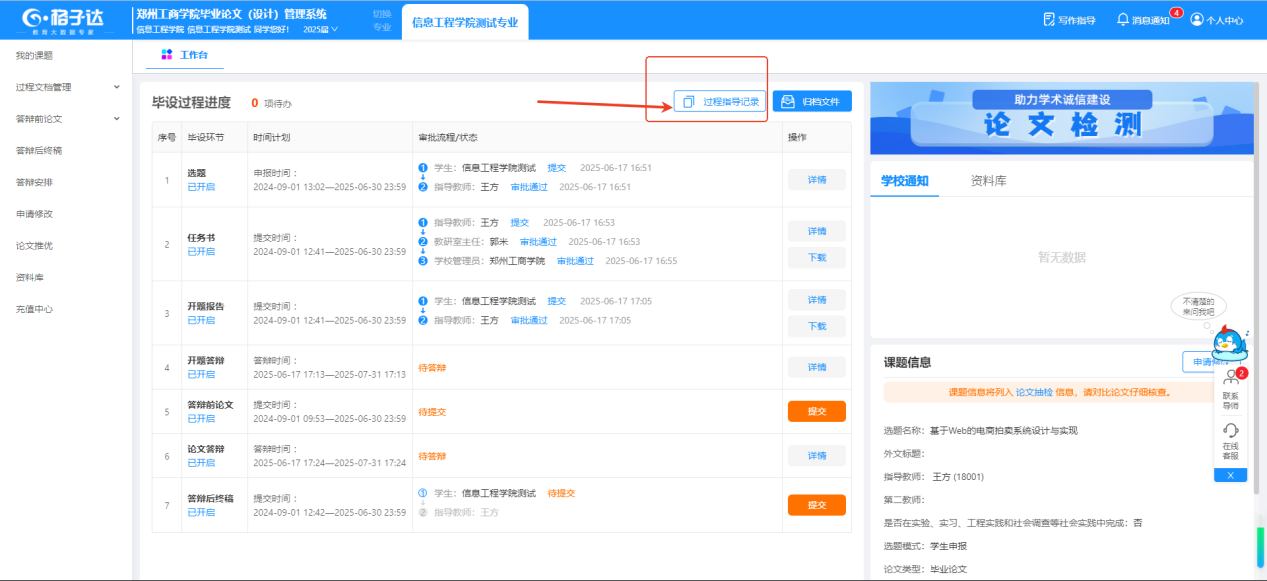 格子达
教育大数据专家
郑州工商学院毕业论文（设计）管理系统
信息工程学院 信息工程学院测试 同学您好！ 2025届
切换
专业
信息工程学院测试专业
写作指导
消息通知
4
个人中心
我的课题
过程文档管理
答辩前论文
答辩后终稿
答辩安排
申请修改
论文推优
资料库
充值中心
工作台
毕设过程进度
0 项待办
过程指导记录
归档文件
序号 毕设环节 时间计划 审批流程/状态 操作
1
选题
已开启
申报时间：
2024-09-01 13:02—2025-06-30 23:59
1 学生： 信息工程学院测试 提交 2025-06-17 16:51
2 指导教师： 王方 审批通过 2025-06-17 16:51
详情
2
任务书
已开启
提交时间：
2024-09-01 12:41—2025-06-30 23:59
1 指导教师： 王方 提交 2025-06-17 16:53
2 教研室主任： 郭米 审批通过 2025-06-17 16:53
3 学校管理员： 郑州工商学院 审批通过 2025-06-17 16:55
详情
下载
3
开题报告
已开启
提交时间：
2024-09-01 12:41—2025-06-30 23:59
1 学生： 信息工程学院测试 提交 2025-06-17 17:05
2 指导教师： 王方 审批通过 2025-06-17 17:05
详情
下载
4
开题答辩
已开启
答辩时间：
2025-06-17 17:13—2025-07-31 17:13
待答辩
详情
5
答辩前论文
已开启
提交时间：
2024-09-01 09:53—2025-06-30 23:59
待提交
提交
6
论文答辩
已开启
答辩时间：
2025-06-17 17:24—2025-07-31 17:24
待答辩
详情
7
答辩后终稿
已开启
提交时间：
2024-09-01 12:42—2025-06-30 23:59
1 学生： 信息工程学院测试 待提交
2 指导教师： 王方
提交
助力学术诚信建设
论文检测
学校通知 资料库
暂无数据
不清楚的
来问我吧
课题信息
课题信息将列入 论文抽检 信息，请对比论文仔细核查。
选题名称： 基于Web的电商拍卖系统设计与实现
外文标题：
指导教师： 王方 (18001)
第二教师：
是否在实验、实习、工程实践和社会调查等社会实践中完成： 否
选题模式： 学生申报
论文类型： 毕业论文
2
联系
导师
在线
客服
X